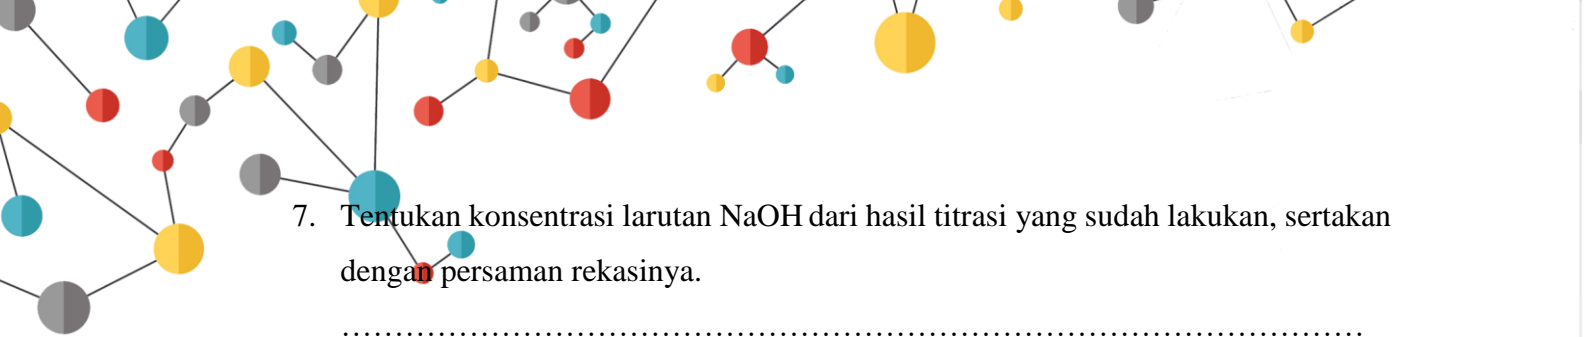 7. Tentukan konsentrasi larutan NaOH dari hasil titrasi yang sudah lakukan, sertakan
dengan persaman rekasinya.
……………………………………………………………………………………